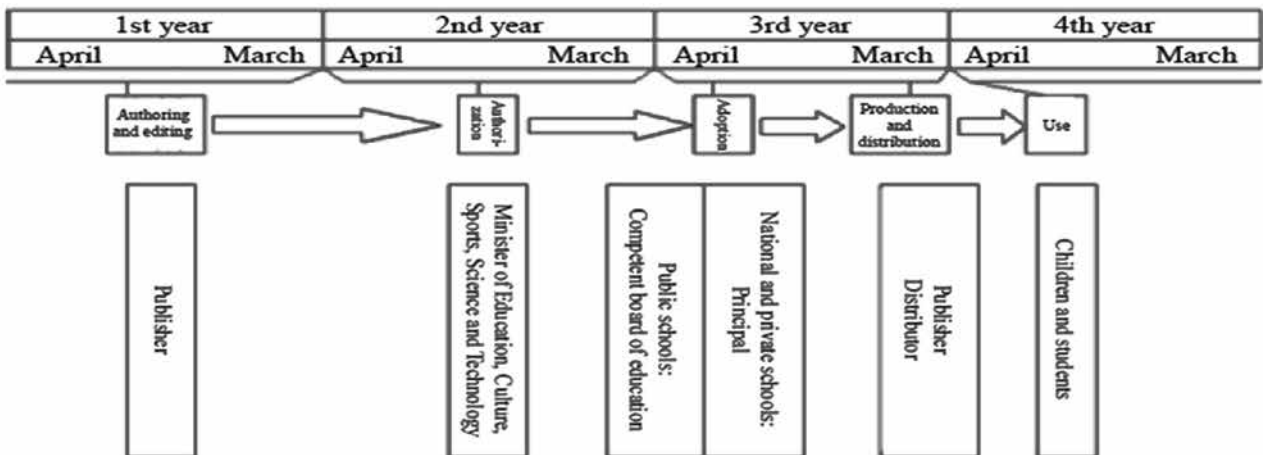 1st year
2nd year
3rd year
4th year
April
March
April
March
April
March
April
March
Authoring
and editing
Authori-
zation
Adoption
Production
and
distribution
Use
Publisher
Minister of Education, Culture,
Sports, Science and Technology
Public schools:
Competent board of education
National and private schools:
Principal
Publisher
Distributor
Children and students